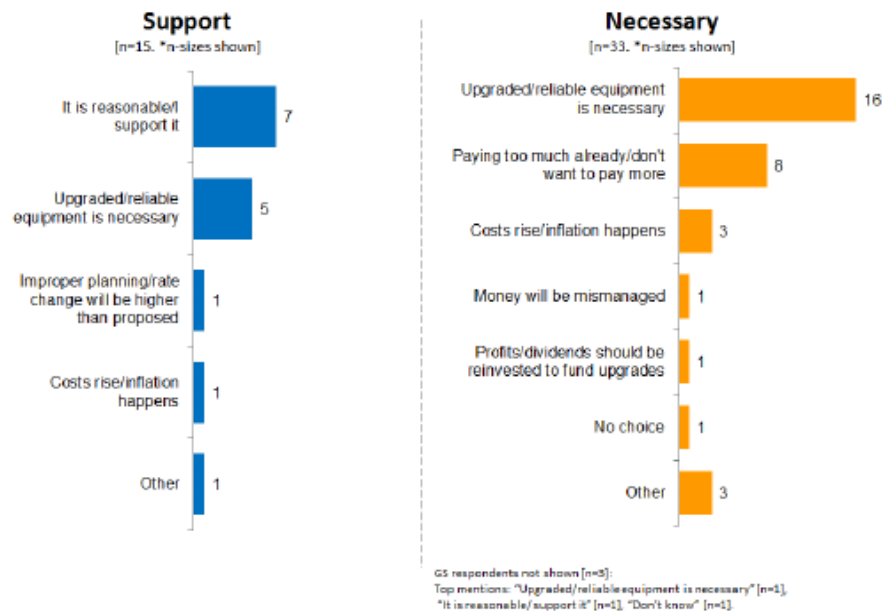 Support
[n=15. *n-sizes shown]
It is reasonable/I
support it
7
Upgraded/reliable
equipment is necessary
5
Improper planning/rate
change will be higher
than proposed
1
Costs rise/inflation
happens
1
Other
1
Necessary
[n=33. *n-sizes shown]
Upgraded/reliable equipment
is necessary
16
Paying too much already/don't
want to pay more
8
Costs rise/inflation happens
3
Money will be mismanaged
1
Profits/dividends should be
reinvested to fund upgrades
1
No choice
1
Other
3
GS respondents not shown [n=3]:
Top mentions: "Upgraded/reliable equipment is necessary" [n=1],
"It is reasonable/support it" [n=1], "Don't know" [n=1].